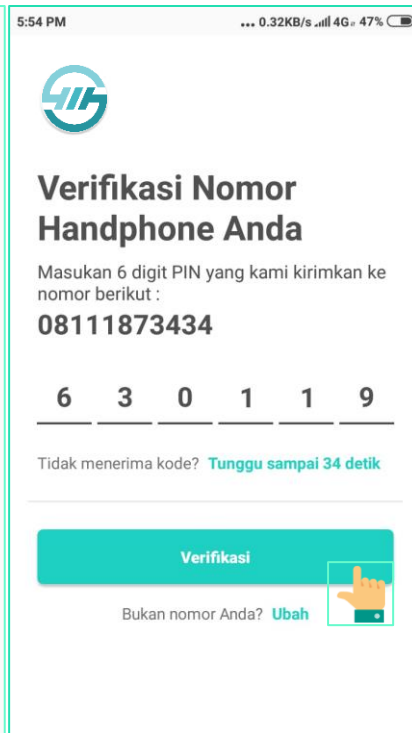 5:54 PM ... 0.32KB/s 4G 47%
Verifikasi Nomor
Handphone Anda
Masukan 6 digit PIN yang kami kirimkan ke
nomor berikut :
08111873434
6 3 0 1 1 9
Tidak menerima kode? Tunggu sampai 34 detik
Verifikasi
Bukan nomor Anda? Ubah